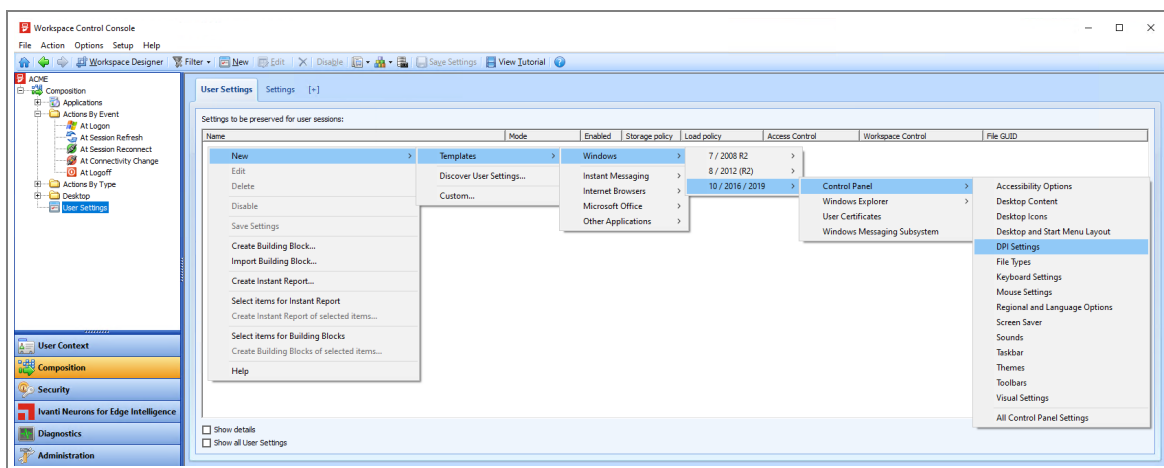 Workspace Control Console
File Action Options Setup Help
Workspace Designer Filter New Edit Disable Save Settings View Tutorial
ACME
Composition
Applications
Actions By Event
At Logon
At Session Refresh
At Session Reconnect
At Connectivity Change
At Logoff
Actions By Type
Desktop
User Settings
User Context
Composition
Security
Ivanti Neurons for Edge Intelligence
Diagnostics
Administration
User Settings Settings [+]
Settings to be preserved for user sessions:
Name Mode Enabled Storage policy Load policy Access Control Workspace Control File GUID
New
Edit
Delete
Disable
Save Settings
Create Building Block...
Import Building Block...
Create Instant Report...
Select items for Instant Report
Create Instant Report of selected items...
Select items for Building Blocks
Create Building Blocks of selected items...
Help
Templates
Discover User Settings...
Custom...
Windows
Instant Messaging
Internet Browsers
Microsoft Office
Other Applications
7 / 2008 R2
8 / 2012 (R2)
10 / 2016 / 2019
Control Panel
Windows Explorer
User Certificates
Windows Messaging Subsystem
Accessibility Options
Desktop Content
Desktop Icons
Desktop and Start Menu Layout
DPI Settings
File Types
Keyboard Settings
Mouse Settings
Regional and Language Options
Screen Saver
Sounds
Taskbar
Themes
Toolbars
Visual Settings
All Control Panel Settings
Show details
Show all User Settings